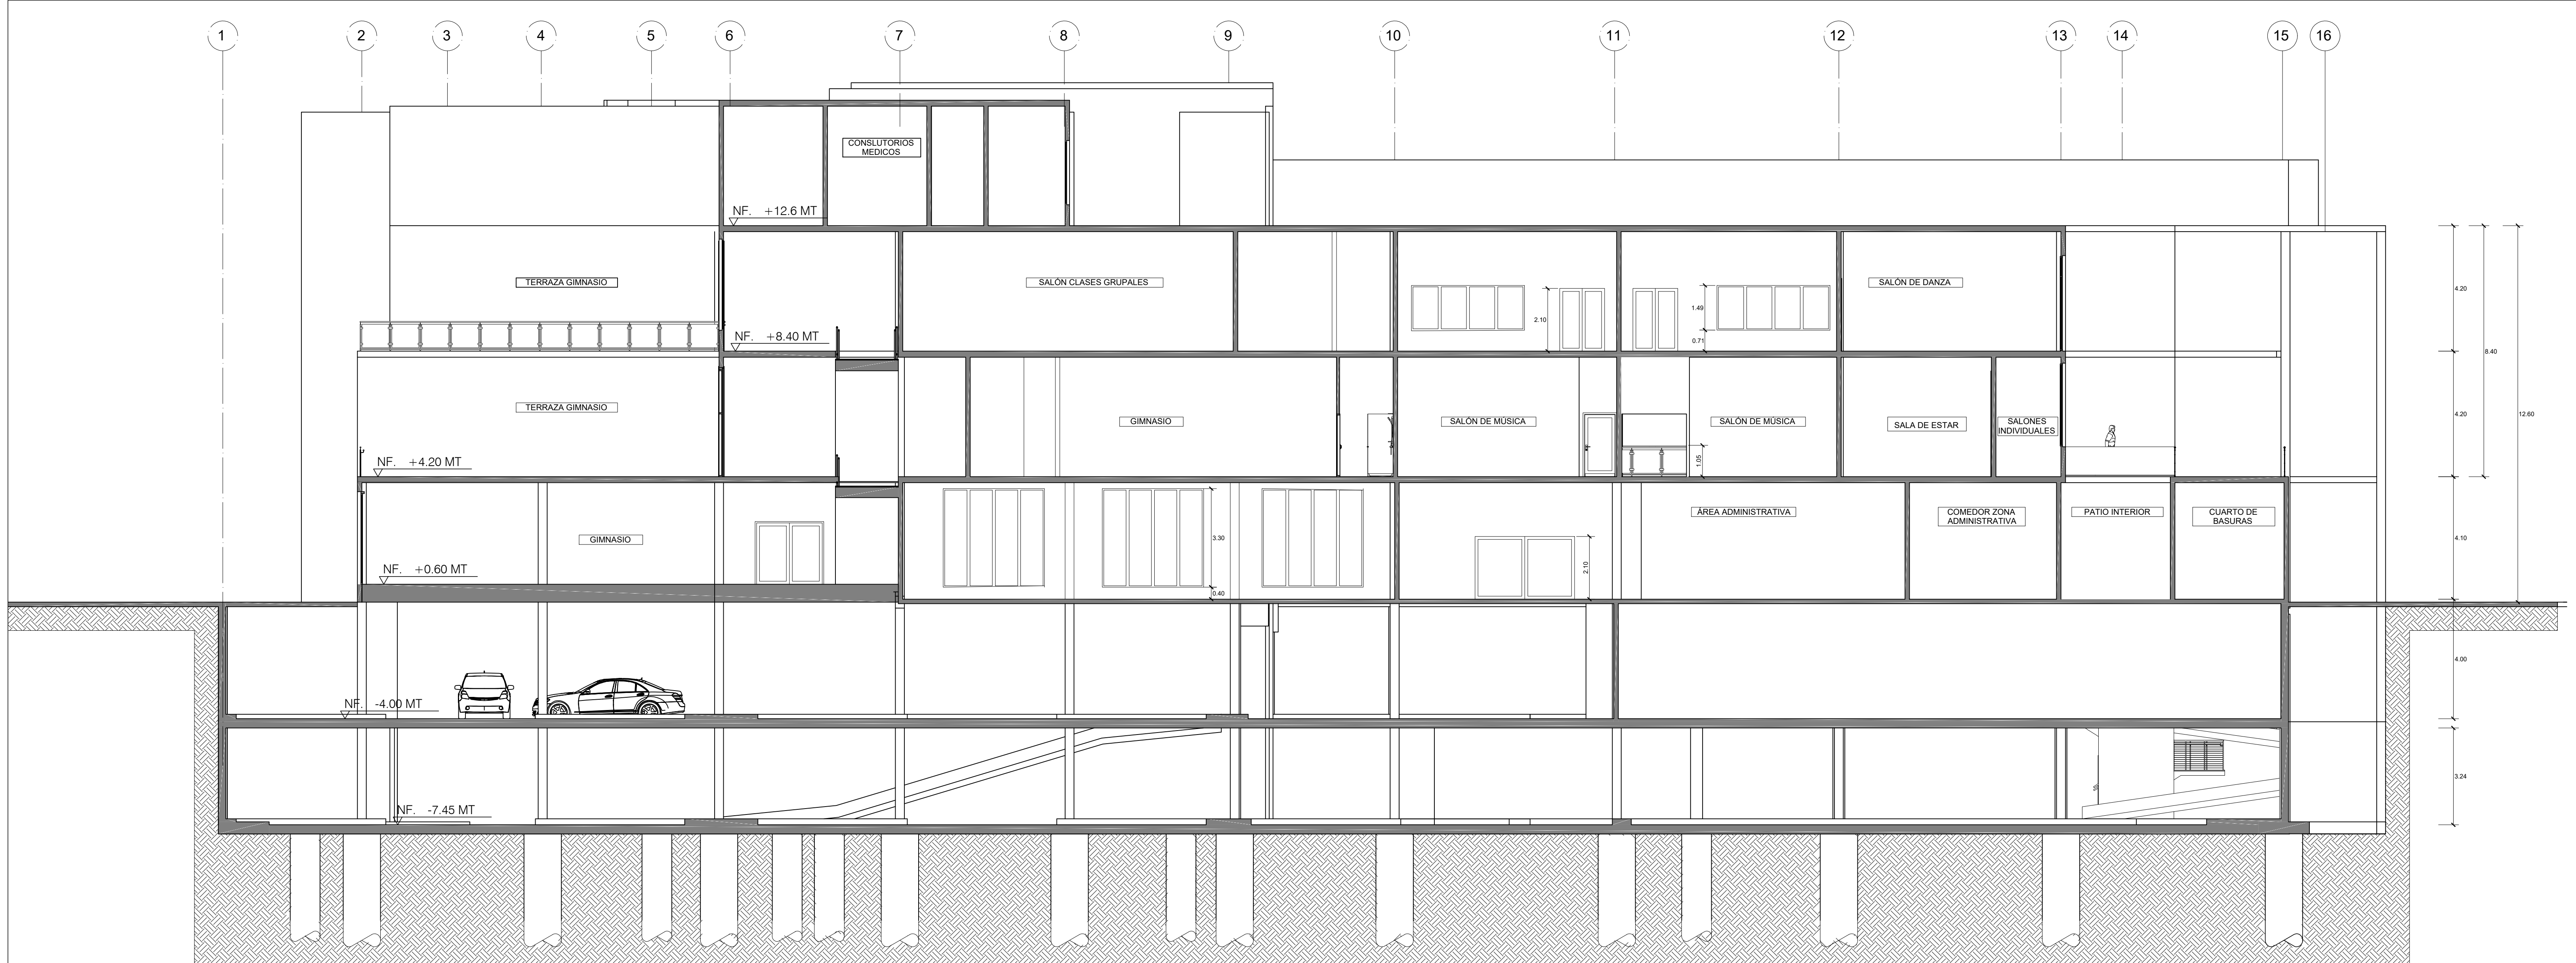 1 2 3 4 5 6 7 8 9 10 11 12 13 14 15 16
CONSLUTORIOS
MEDICOS
NF. +12.6 MT
TERRAZA GIMNASIO
SALÓN CLASES GRUPALES
SALÓN DE DANZA
4.20
1.49
2.10
0.71
NF. +8.40 MT
8.40
TERRAZA GIMNASIO
GIMNASIO
SALÓN DE MÚSICA
SALÓN DE MÚSICA
SALA DE ESTAR
SALONES
INDIVIDUALES
4.20
12.60
1.05
NF. +4.20 MT
GIMNASIO
ÁREA ADMINISTRATIVA
COMEDOR ZONA
ADMINISTRATIVA
PATIO INTERIOR
CUARTO DE
BASURAS
3.30
4.10
2.10
NF. +0.60 MT
0.40
4.00
NF. -4.00 MT
3.24
NF. -7.45 MT